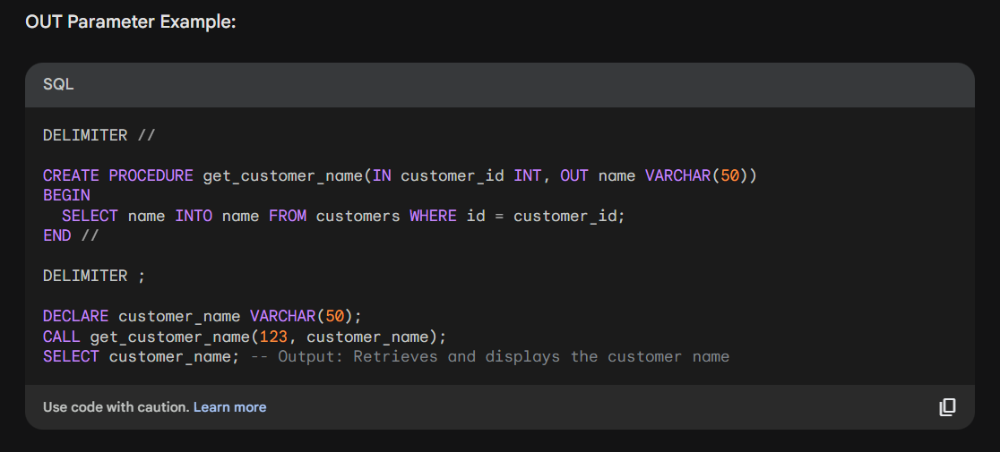 OUT Parameter Example:
SQL
DELIMITER //
CREATE PROCEDURE get_customer_name(IN customer_id INT, OUT name VARCHAR(50))
BEGIN
  SELECT name INTO name FROM customers WHERE id = customer_id;
END //
DELIMITER ;
DECLARE customer_name VARCHAR(50);
CALL get_customer_name(123, customer_name);
SELECT customer_name; -- Output: Retrieves and displays the customer name
Use code with caution. Learn more